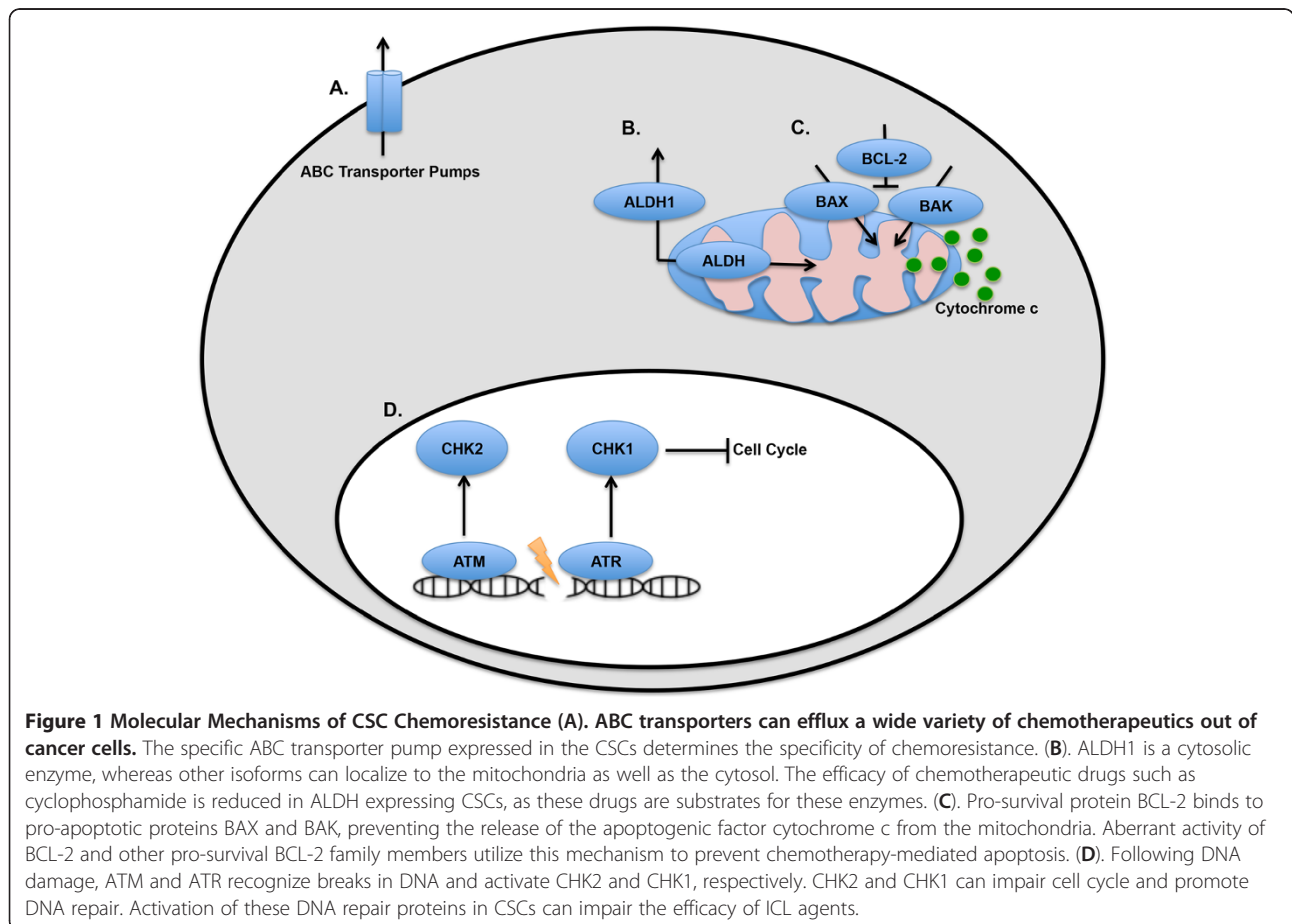 A.
ABC Transporter Pumps
B.
C.
BCL-2
ALDH1
BAX
BAK
ALDH
Cytochrome c
D.
CHK2
CHK1
Cell Cycle
ATM
ATR
Figure 1 Molecular Mechanisms of CSC Chemoresistance (A). ABC transporters can efflux a wide variety of chemotherapeutics out of
cancer cells. The specific ABC transporter pump expressed in the CSCs determines the specificity of chemoresistance. (B). ALDH1 is a cytosolic
enzyme, whereas other isoforms can localize to the mitochondria as well as the cytosol. The efficacy of chemotherapeutic drugs such as
cyclophosphamide is reduced in ALDH expressing CSCs, as these drugs are substrates for these enzymes. (C). Pro-survival protein BCL-2 binds to
pro-apoptotic proteins BAX and BAK, preventing the release of the apoptogenic factor cytochrome c from the mitochondria. Aberrant activity of
BCL-2 and other pro-survival BCL-2 family members utilize this mechanism to prevent chemotherapy-mediated apoptosis. (D). Following DNA
damage, ATM and ATR recognize breaks in DNA and activate CHK2 and CHK1, respectively. CHK2 and CHK1 can impair cell cycle and promote
DNA repair. Activation of these DNA repair proteins in CSCs can impair the efficacy of ICL agents.